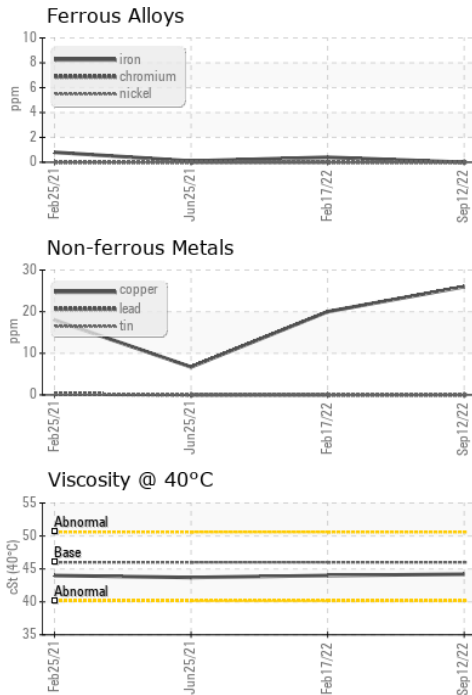 Ferrous Alloys
10
8
6
4
2
0
ppm
iron
chromium
nickel
Feb25/21
Jun25/21
Feb17/22
Sep12/22
Non-ferrous Metals
30
20
10
0
ppm
copper
lead
tin
Feb25/21
Jun25/21
Feb17/22
Sep12/22
Viscosity @ 40°C
55
50
45
40
35
cSt (40°C)
Abnormal
Base
Abnormal
Feb25/21
Jun25/21
Feb17/22
Sep12/22